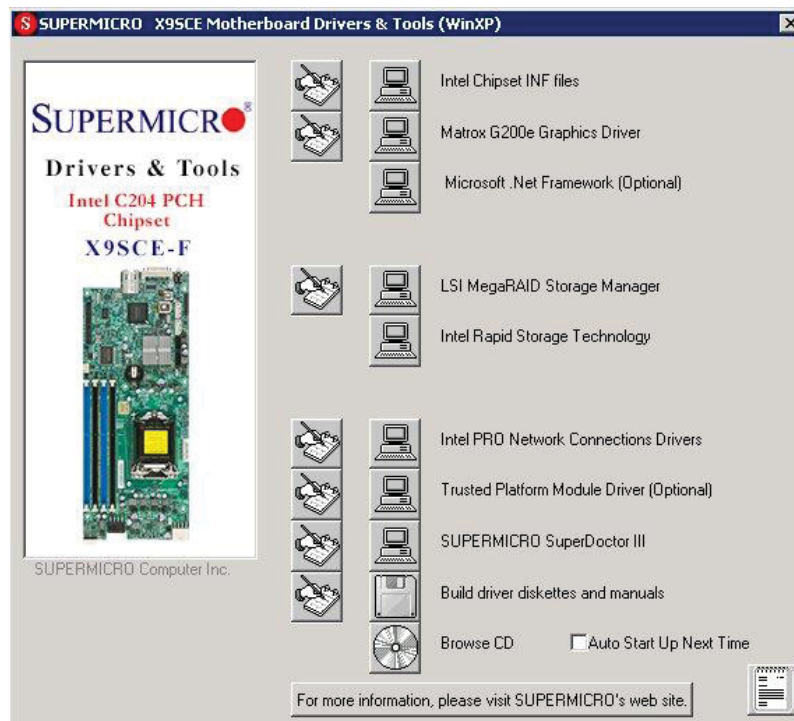 SUPERMICRO X9SCE Motherboard Drivers & Tools (WinXP)
SUPERMICRO®
Drivers & Tools
Intel C204 PCH
Chipset
X9SCE-F
SUPERMICRO Computer Inc.
Intel Chipset INF files
Matrox G200e Graphics Driver
Microsoft .Net Framework (Optional)
LSI MegaRAID Storage Manager
Intel Rapid Storage Technology
Intel PRO Network Connections Drivers
Trusted Platform Module Driver (Optional)
SUPERMICRO SuperDoctor III
Build driver diskettes and manuals
Browse CD
Auto Start Up Next Time
For more information, please visit SUPERMICRO's web site.